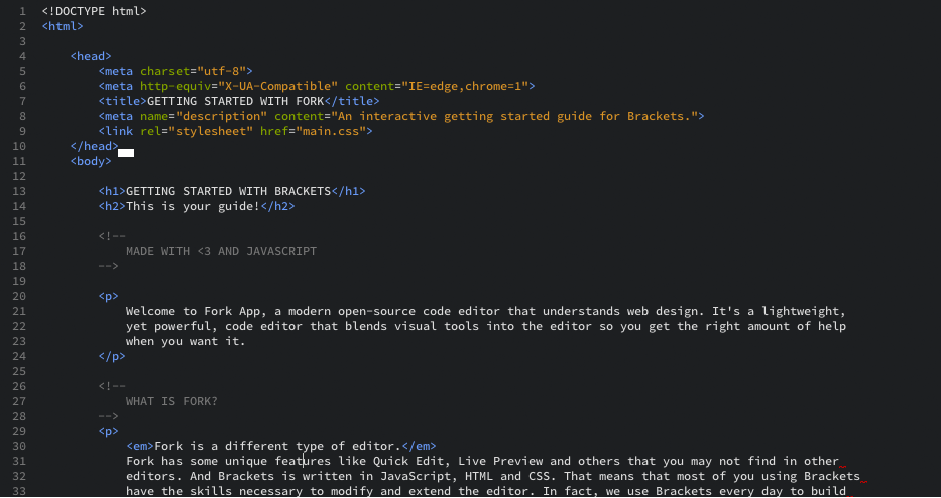 1 <!DOCTYPE html>
2 <html>
3
4 <head>
5 <meta charset="utf-8">
6 <meta http-equiv="X-UA-Compatible" content="IE=edge,chrome=1">
7 <title>GETTING STARTED WITH FORK</title>
8 <meta name="description" content="An interactive getting started guide for Brackets.">
9 <link rel="stylesheet" href="main.css">
10 </head>
11 <body>
12
13 <h1>GETTING STARTED WITH BRACKETS</h1>
14 <h2>This is your guide!</h2>
15
16 <!--
17 MADE WITH <3 AND JAVASCRIPT
18 -->
19
20 <p>
21 Welcome to Fork App, a modern open-source code editor that understands web design. It's a lightweight,
22 yet powerful, code editor that blends visual tools into the editor so you get the right amount of help
23 when you want it.
24 </p>
25
26 <!--
27 WHAT IS FORK?
28 -->
29 <p>
30 <em>Fork is a different type of editor.</em>
31 Fork has some unique features like Quick Edit, Live Preview and others that you may not find in other
32 editors. And Brackets is written in JavaScript, HTML and CSS. That means that most of you using Brackets
33 have the skills necessary to modify and extend the editor. In fact, we use Brackets every day to build